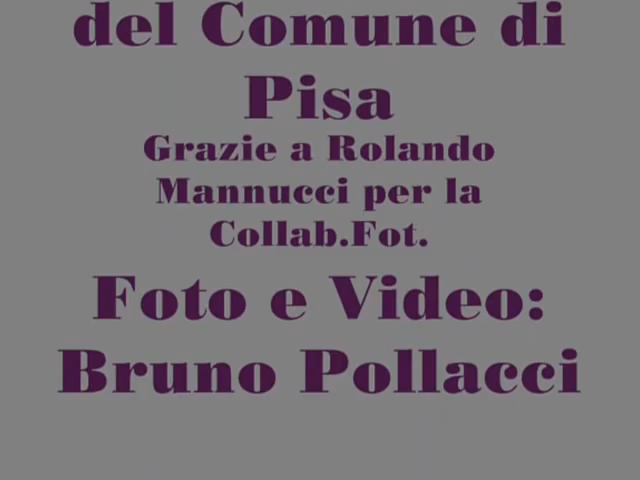 del Comune di
Pisa
Grazie a Rolando
Mannucci per la
Collab.Fot.
Foto e Video:
Bruno Pollacci